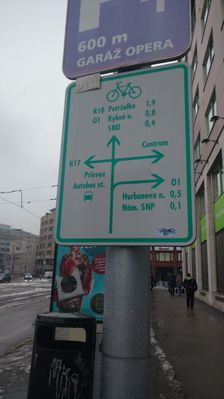 P
600 m
GARÁŽ OPERA
R18 Petržalka 1,9
O1 Rybné n. 0,8
SND 0,4
Centrum
R17
Prievoz
Autobus st.
O1
Hurbanovo n. 0,5
Nám. SNP 0,1